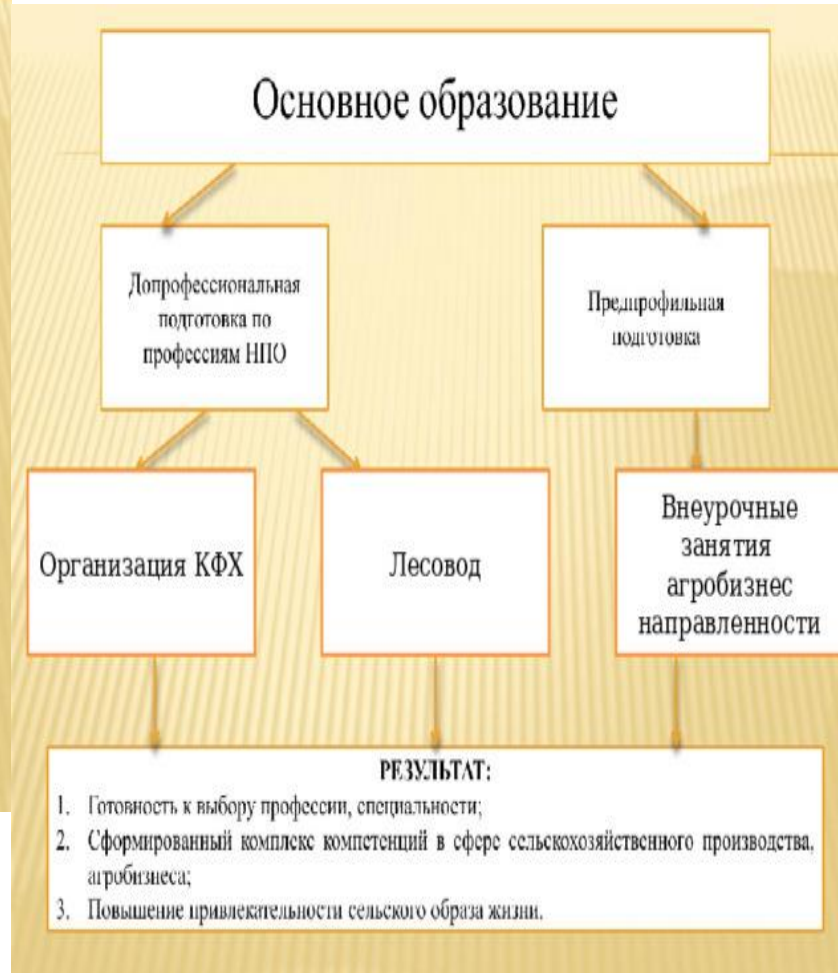 Основное образование
Допрофессиональная
подготовка по
профессиям НПО
Предпрофильная
подготовка
Организация КФХ
Лесовод
Внеурочные
занятия
агробизнес
направленности
РЕЗУЛЬТАТ:
1. Готовность к выбору профессии, специальности;
2. Сформированный комплекс компетенций в сфере сельскохозяйственного производства,
агробизнеса;
3. Повышение привлекательности сельского образа жизни.